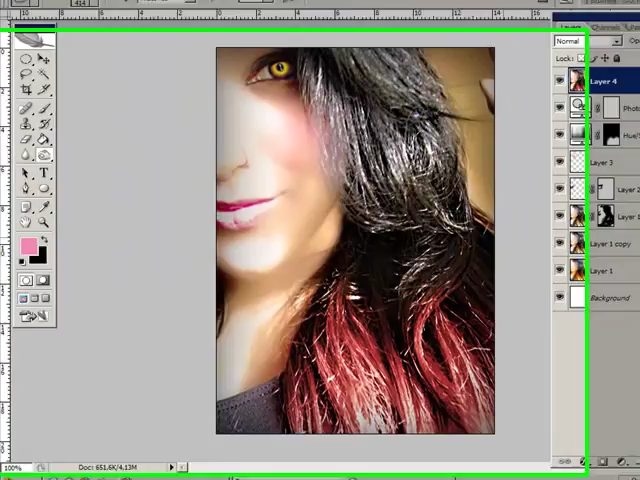 414
Normal
Lock:
Layer 4
Photo
Hue/S
Layer 3
Layer 2
Layer 1
Layer 1 copy
Layer 1
Background
100%
Doc: 651,6K/4,13M